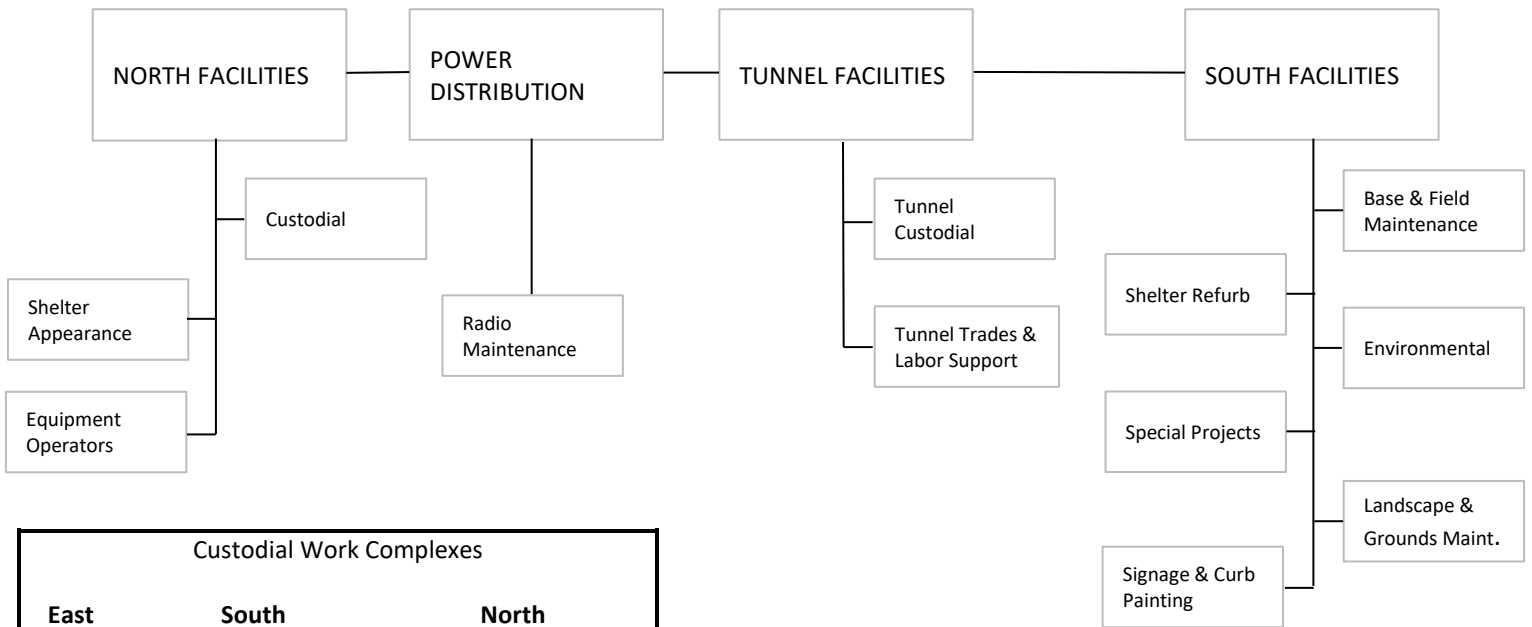 NORTH FACILITIES
POWER
DISTRIBUTION
TUNNEL FACILITIES
SOUTH FACILITIES
Custodial
Shelter
Appearance
Equipment
Operators
Radio
Maintenance
Tunnel
Custodial
Tunnel Trades &
Labor Support
Base & Field
Maintenance
Shelter Refurb
Environmental
Special Projects
Landscape &
Grounds Maint.
Signage & Curb
Painting
Custodial Work Complexes
East South North